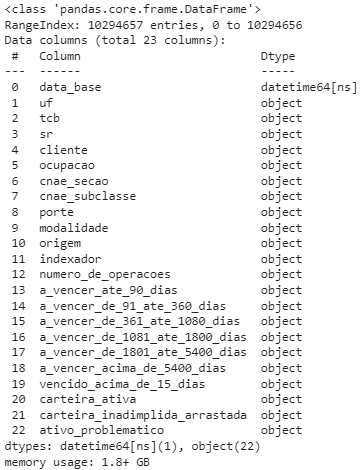 <class 'pandas.core.frame.DataFrame'>
RangeIndex: 10294657 entries, 0 to 10294656
Data columns (total 23 columns):
 #   Column                         Dtype
---  ------                         -----
 0   data_base                      datetime64[ns]
 1   uf                             object
 2   tcb                            object
 3   sr                             object
 4   cliente                        object
 5   ocupacao                       object
 6   cnae_secao                     object
 7   cnae_subclasse                 object
 8   porte                          object
 9   modalidade                     object
 10  origem                         object
 11  indexador                      object
 12  numero_de_operacoes            object
 13  a_vencer_ate_90_dias           object
 14  a_vencer_de_91_ate_360_dias    object
 15  a_vencer_de_361_ate_1080_dias  object
 16  a_vencer_de_1081_ate_1800_dias object
 17  a_vencer_de_1801_ate_5400_dias object
 18  a_vencer_acima_de_5400_dias    object
 19  vencido_acima_de_15_dias       object
 20  carteira_ativa                 object
 21  carteira_inadimplida_arrastada object
 22  ativo_problematico             object
dtypes: datetime64[ns](1), object(22)
memory usage: 1.8+ GB